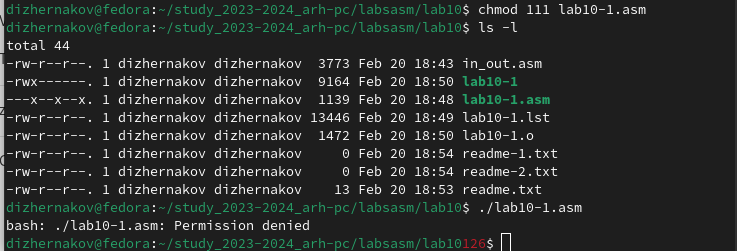 dizhernakov@fedora:~/study_2023-2024_arh-pc/labsasm/lab10$ chmod 111 lab10-1.asm
dizhernakov@fedora:~/study_2023-2024_arh-pc/labsasm/lab10$ ls -l
total 44
-rw-r--r--. 1 dizhernakov dizhernakov  3773 Feb 20 18:43 in_out.asm
-rwx------. 1 dizhernakov dizhernakov  9164 Feb 20 18:50 lab10-1
---x--x--x. 1 dizhernakov dizhernakov  1139 Feb 20 18:48 lab10-1.asm
-rw-r--r--. 1 dizhernakov dizhernakov 13446 Feb 20 18:49 lab10-1.lst
-rw-r--r--. 1 dizhernakov dizhernakov  1472 Feb 20 18:50 lab10-1.o
-rw-r--r--. 1 dizhernakov dizhernakov     0 Feb 20 18:54 readme-1.txt
-rw-r--r--. 1 dizhernakov dizhernakov     0 Feb 20 18:54 readme-2.txt
-rw-r--r--. 1 dizhernakov dizhernakov    13 Feb 20 18:53 readme.txt
dizhernakov@fedora:~/study_2023-2024_arh-pc/labsasm/lab10$ ./lab10-1.asm
bash: ./lab10-1.asm: Permission denied
dizhernakov@fedora:~/study_2023-2024_arh-pc/labsasm/lab10126$